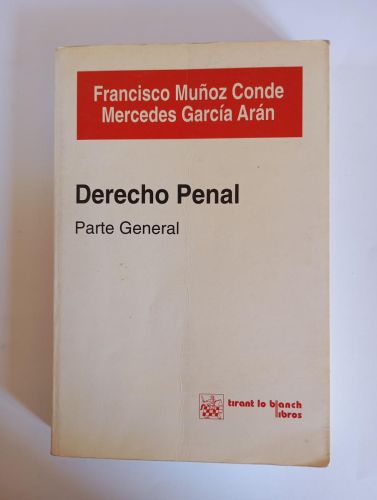 Francisco Muñoz Conde
Mercedes García Arán
Derecho Penal
Parte General
tirant lo blanch
libros